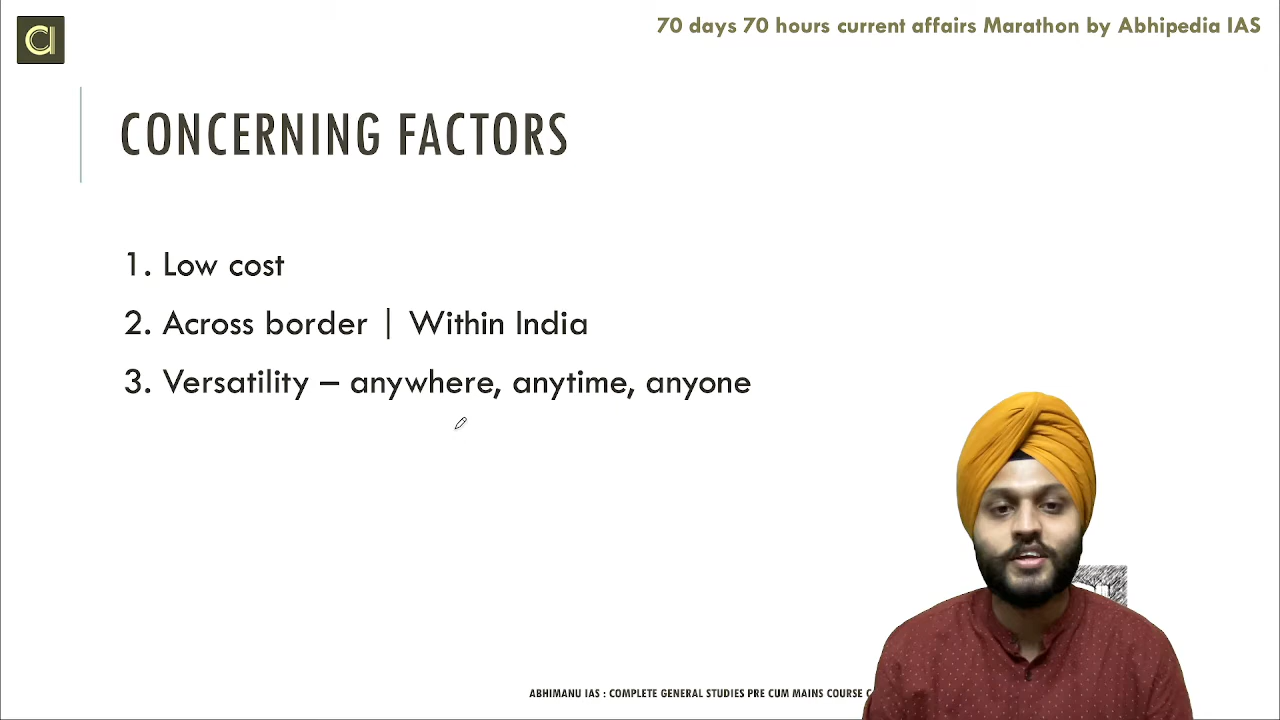 70 days 70 hours current affairs Marathon by Abhipedia IAS
CONCERNING FACTORS
1. Low cost
2. Across border | Within India
3. Versatility – anywhere, anytime, anyone
ABHIMANU IAS : COMPLETE GENERAL STUDIES PRE CUM MAINS COURSE